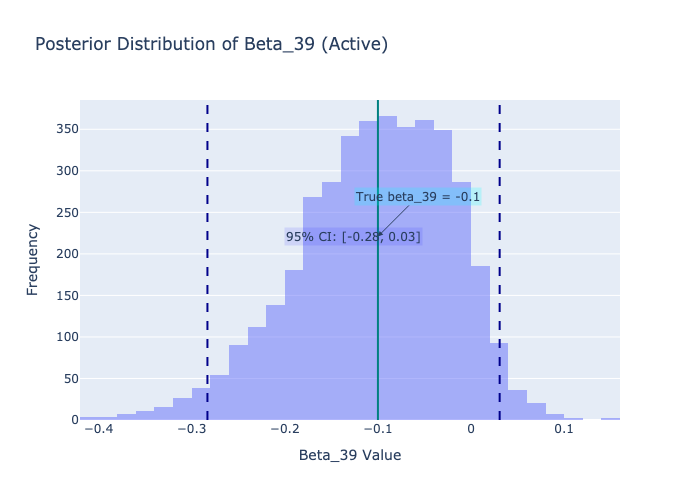 Posterior Distribution of Beta_39 (Active)
350
300
250
200
150
100
50
0
Frequency
True beta_39 = -0.1
95% CI: [-0.28, 0.03]
−0.4
−0.3
−0.2
−0.1
0
0.1
Beta_39 Value